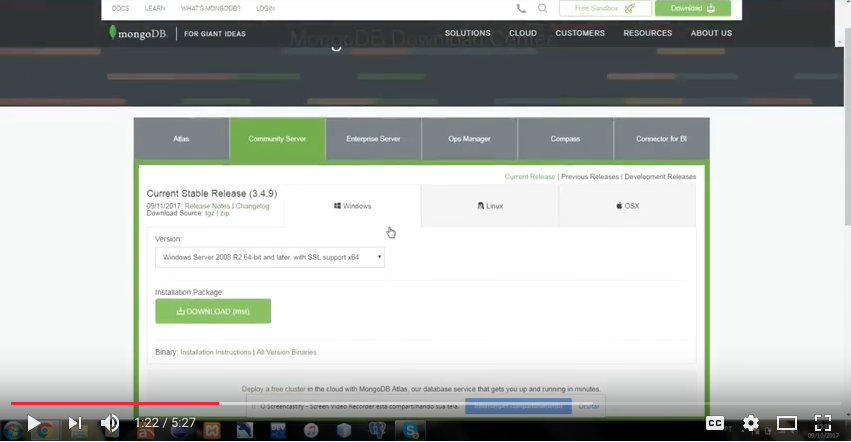 DOCS LEARN WHAT'S MONGODB? LOGIN Free Sandbox Download
mongoDB. FOR GIANT IDEAS SOLUTIONS CLOUD CUSTOMERS RESOURCES ABOUT US
MongoDB Download Center
Atlas Community Server Enterprise Server Ops Manager Compass Connector for BI
Current Release | Previous Releases | Development Releases
Current Stable Release (3.4.9)
09/11/2017: Release Notes | Changelog
Download Source: tgz | zip
Windows Linux OSX
Version:
Windows Server 2008 R2 64-bit and later, with SSL support x64
Installation Package:
DOWNLOAD (msi)
Binary: Installation Instructions | All Version Binaries
Deploy a free cluster in the cloud with MongoDB Atlas, our database service that gets you up and running in minutes.
O Screencastify - Screen Video Recorder está compartilhando sua tela. Ocultar
1:22 / 5:27
CC
PT
09/10/2017